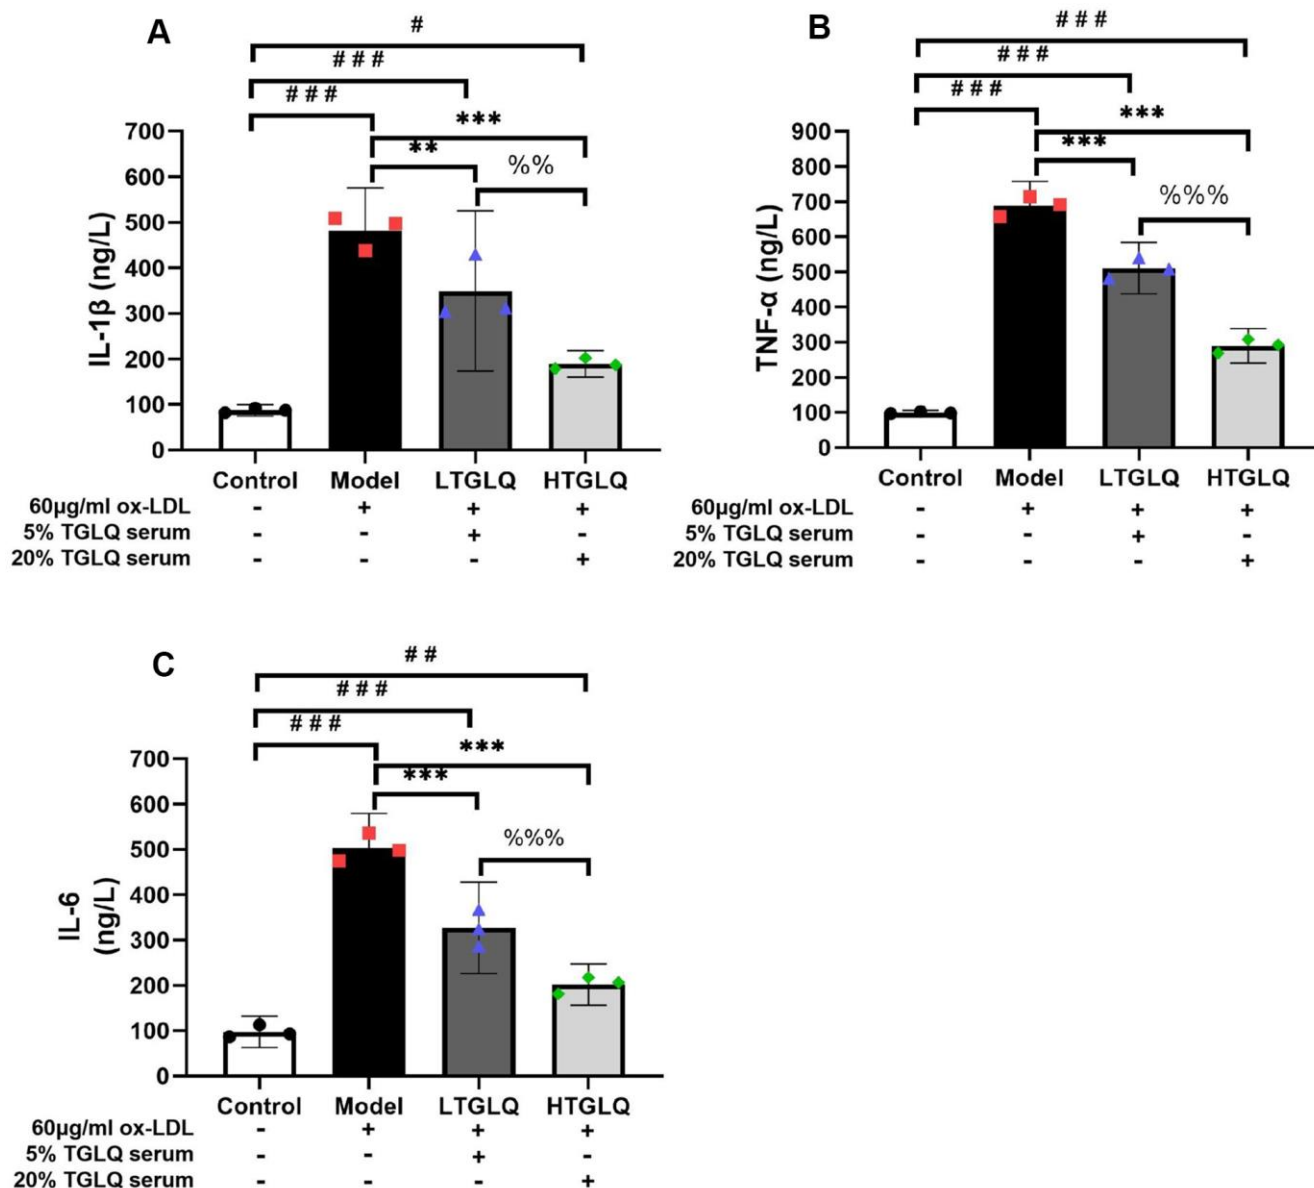 A
#
# # #
# # #
***
**
%%
700
600
500
400
300
200
100
0
IL-1β (ng/L)
Control Model LTGLQ HTGLQ
60μg/ml ox-LDL - + + +
5% TGLQ serum - - + -
20% TGLQ serum - - - +
B
# # #
# # #
# # #
***
***
%%%
900
800
700
600
500
400
300
200
100
0
TNF-α (ng/L)
Control Model LTGLQ HTGLQ
60μg/ml ox-LDL - + + +
5% TGLQ serum - - + -
20% TGLQ serum - - - +
C
# #
# # #
# # #
***
***
%%%
700
600
500
400
300
200
100
0
IL-6
(ng/L)
Control Model LTGLQ HTGLQ
60μg/ml ox-LDL - + + +
5% TGLQ serum - - + -
20% TGLQ serum - - - +